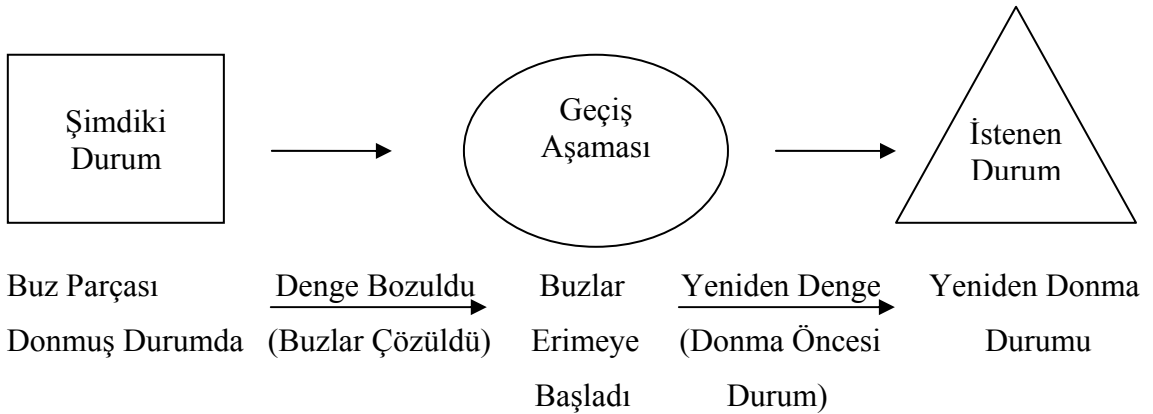 Şimdiki
Durum
Geçiş
Aşaması
İstenen
Durum
Buz Parçası Denge Bozuldu Buzlar Yeniden Denge Yeniden Donma
Donmuş Durumda (Buzlar Çözüldü) Erimeye (Donma Öncesi Durumu
Başladı Durum)